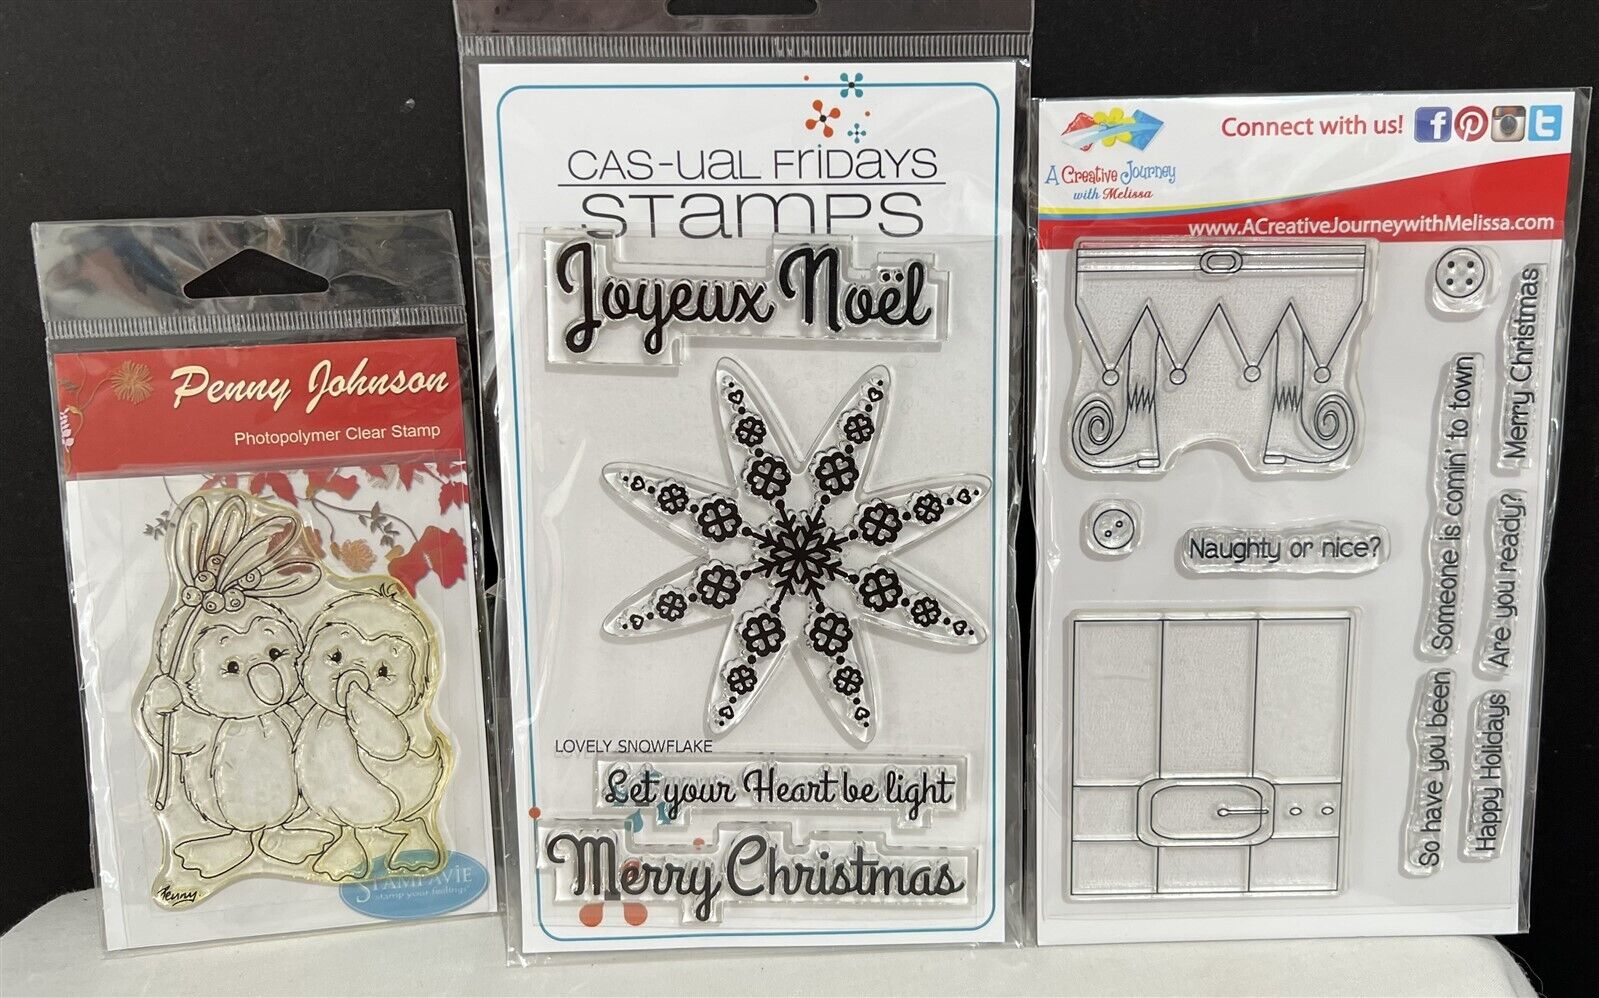 Penny Johnson
Photopolymer Clear Stamp
Penny
STAMPAVIE
stamp your feelings
CAS-UAL FRiDAYS
STAMPS
Joyeux Noël
LOVELY SNOWFLAKE
Let your Heart be light
Merry Christmas
A Creative Journey
with Melissa
Connect with us!
www.ACreativeJourneywithMelissa.com
Naughty or nice?
Merry Christmas
Someone is comin' to town
Are you ready?
So have you been
Happy Holidays